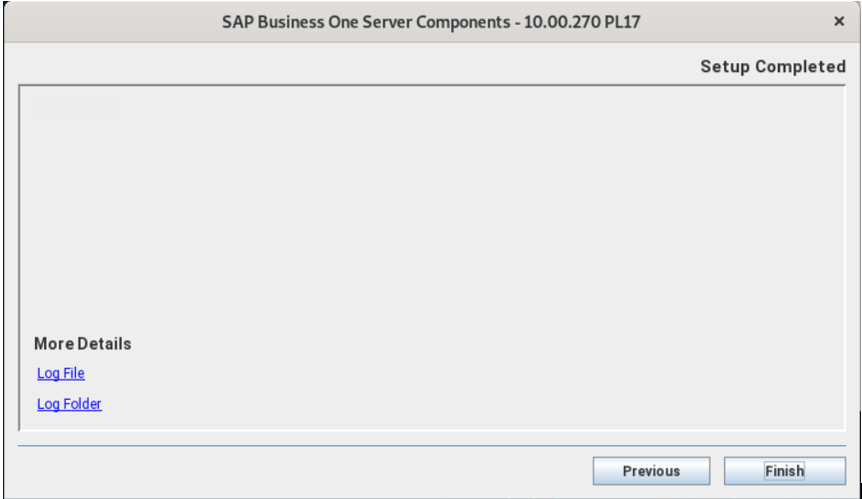 SAP Business One Server Components - 10.00.270 PL17
×
Setup Completed
More Details
Log File
Log Folder
Previous
Finish